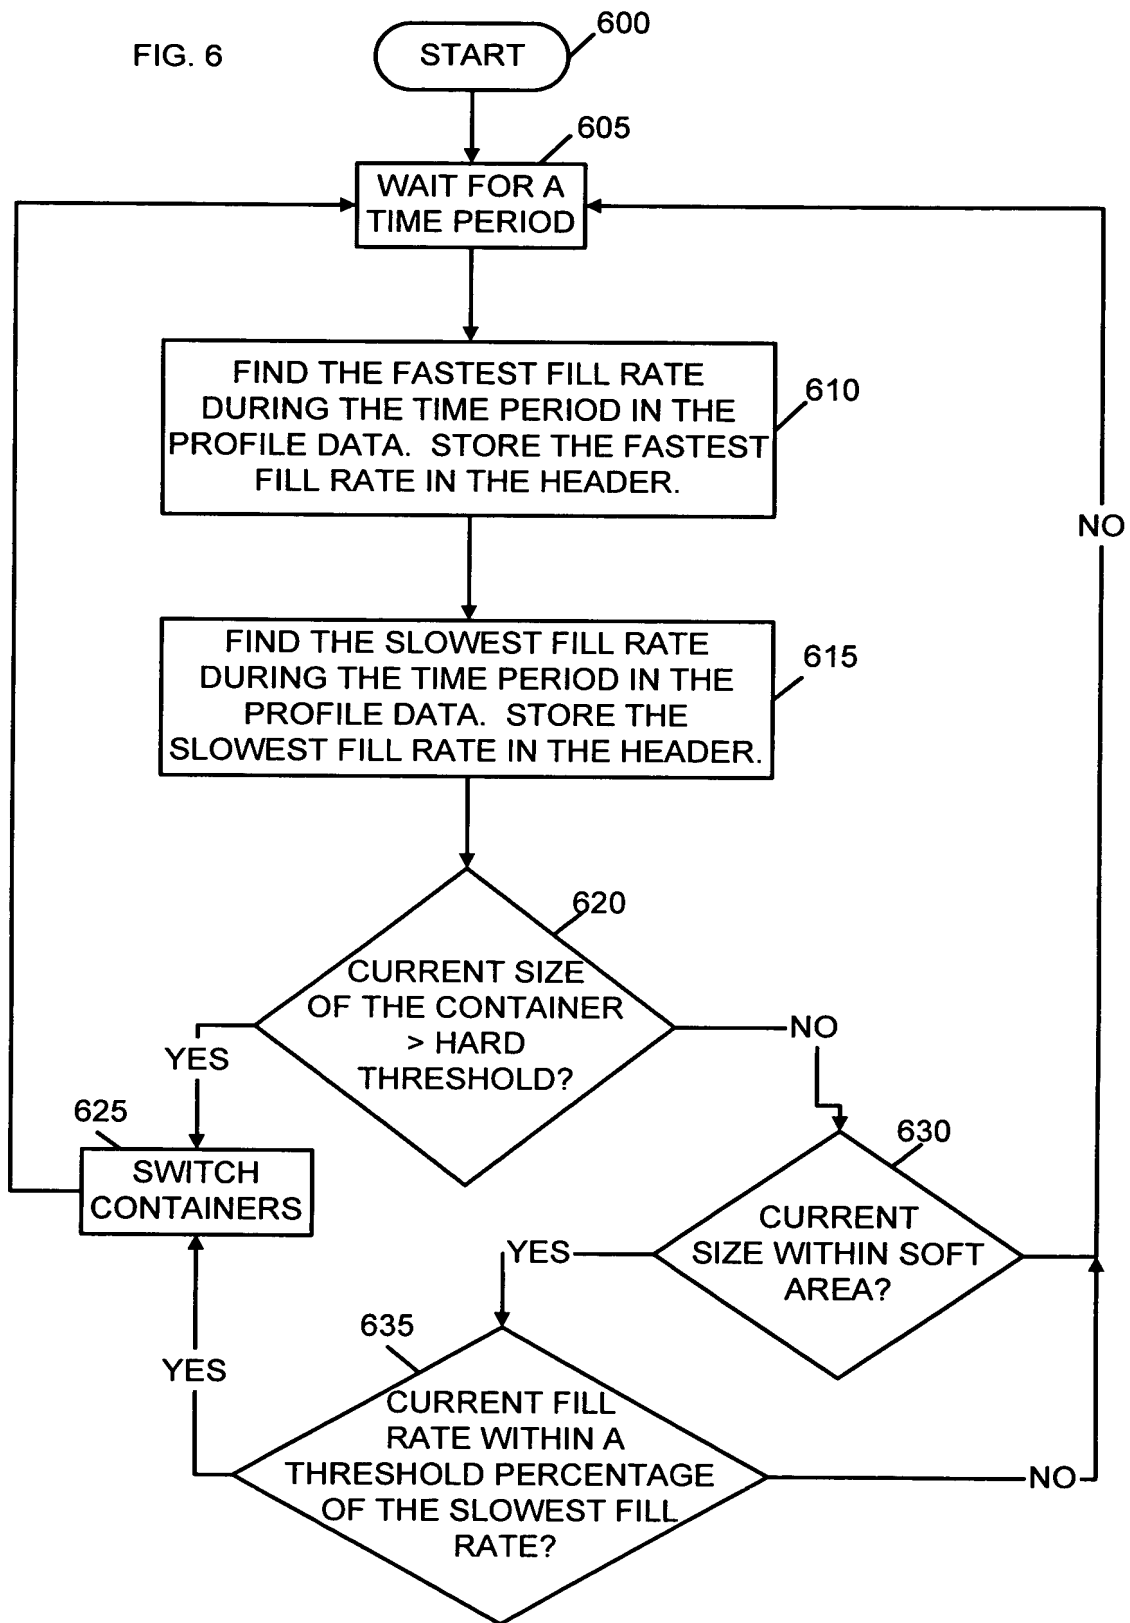 FIG. 6
START
600
605
WAIT FOR A
TIME PERIOD
FIND THE FASTEST FILL RATE
DURING THE TIME PERIOD IN THE
PROFILE DATA. STORE THE FASTEST
FILL RATE IN THE HEADER.
610
NO
FIND THE SLOWEST FILL RATE
DURING THE TIME PERIOD IN THE
PROFILE DATA. STORE THE
SLOWEST FILL RATE IN THE HEADER.
615
620
CURRENT SIZE
OF THE CONTAINER
> HARD
THRESHOLD?
YES
NO
625
SWITCH
CONTAINERS
630
CURRENT
SIZE WITHIN SOFT
AREA?
YES
635
CURRENT FILL
RATE WITHIN A
THRESHOLD PERCENTAGE
OF THE SLOWEST FILL
RATE?
YES
NO